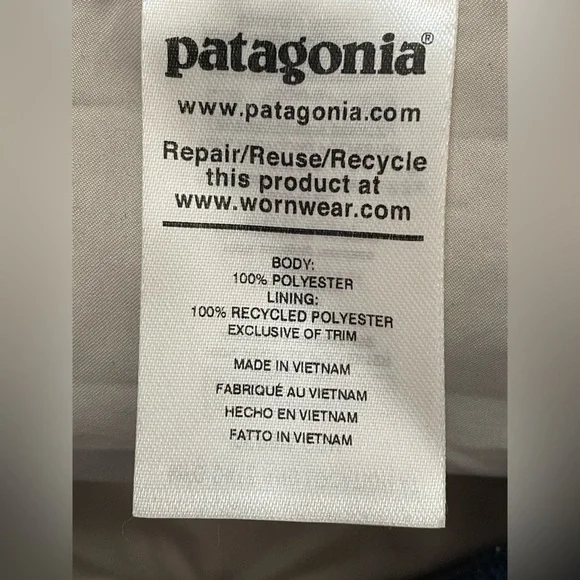 patagonia®
www.patagonia.com
Repair/Reuse/Recycle
this product at
www.wornwear.com
BODY:
100% POLYESTER
LINING:
100% RECYCLED POLYESTER
EXCLUSIVE OF TRIM
MADE IN VIETNAM
FABRIQUÉ AU VIETNAM
HECHO EN VIETNAM
FATTO IN VIETNAM